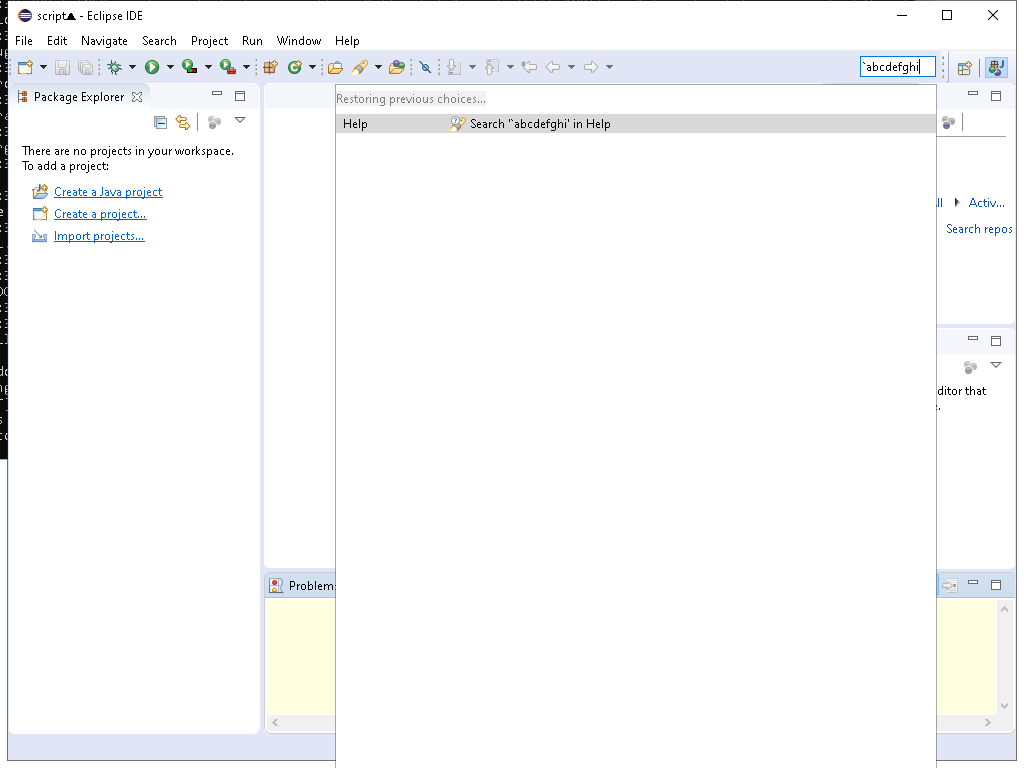 script▲ - Eclipse IDE
File Edit Navigate Search Project Run Window Help
`abcdefghi
Package Explorer
Restoring previous choices...
Help Search '`abcdefghi' in Help
There are no projects in your workspace.
To add a project:
Create a Java project
Create a project...
Import projects...
Activ...
Search repos
ditor that
Problem